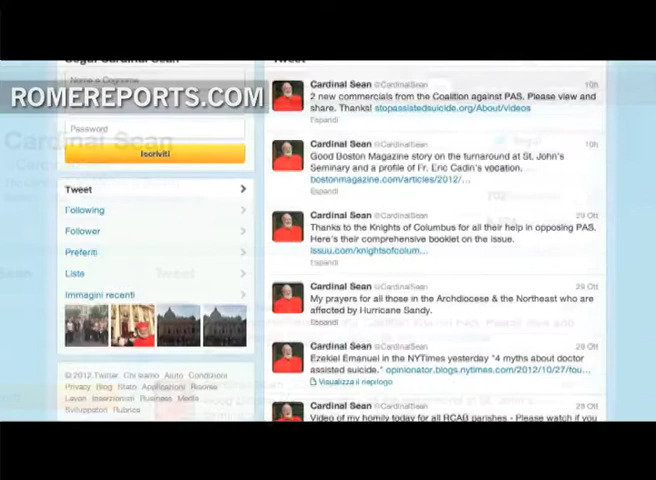 Segui Cardinal Sean
Tweet
Nome e Cognome
ROMEREPORTS.COM
Password
Iscriviti
Tweet
Following
Follower
Preferiti
Liste
Immagini recenti
© 2012 Twitter Chi siamo Aiuto Condizioni
Privacy Blog Stato Applicazioni Risorse
Lavori Inserzionisti Business Media
Sviluppatori Rubrica
Cardinal Sean @CardinalSean 10h
2 new commercials from the Coalition against PAS. Please view and
share. Thanks! stopassistedsuicide.org/About/videos
Espandi
Cardinal Sean @CardinalSean 10h
Good Boston Magazine story on the turnaround at St. John's
Seminary and a profile of Fr. Eric Cadin's vocation.
bostonmagazine.com/articles/2012/...
Espandi
Cardinal Sean @CardinalSean 29 Ott
Thanks to the Knights of Columbus for all their help in opposing PAS.
Here's their comprehensive booklet on the issue.
issuu.com/knightsofcolum...
Espandi
Cardinal Sean @CardinalSean 29 Ott
My prayers for all those in the Archdiocese & the Northeast who are
affected by Hurricane Sandy.
Espandi
Cardinal Sean @CardinalSean 29 Ott
Ezekiel Emanuel in the NYTimes yesterday "4 myths about doctor
assisted suicide." opinionator.blogs.nytimes.com/2012/10/27/fou...
Visualizza il riepilogo
Cardinal Sean @CardinalSean 28 Ott
Video of my homily today for all RCAB parishes - Please watch if you